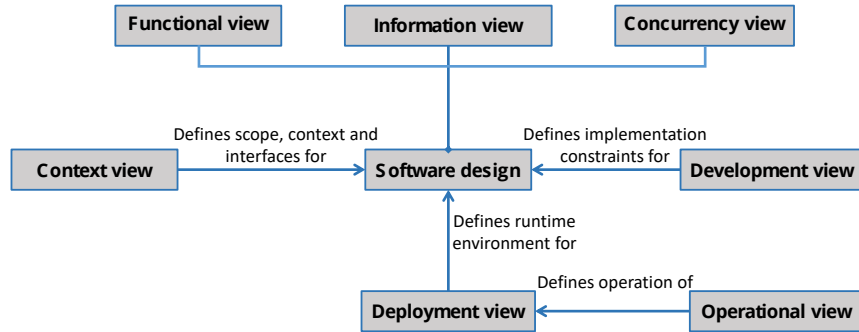 Functional view
Information view
Concurrency view
Defines scope, context and
interfaces for
Defines implementation
constraints for
Context view
Software design
Development view
Defines runtime
environment for
Defines operation of
Deployment view
Operational view